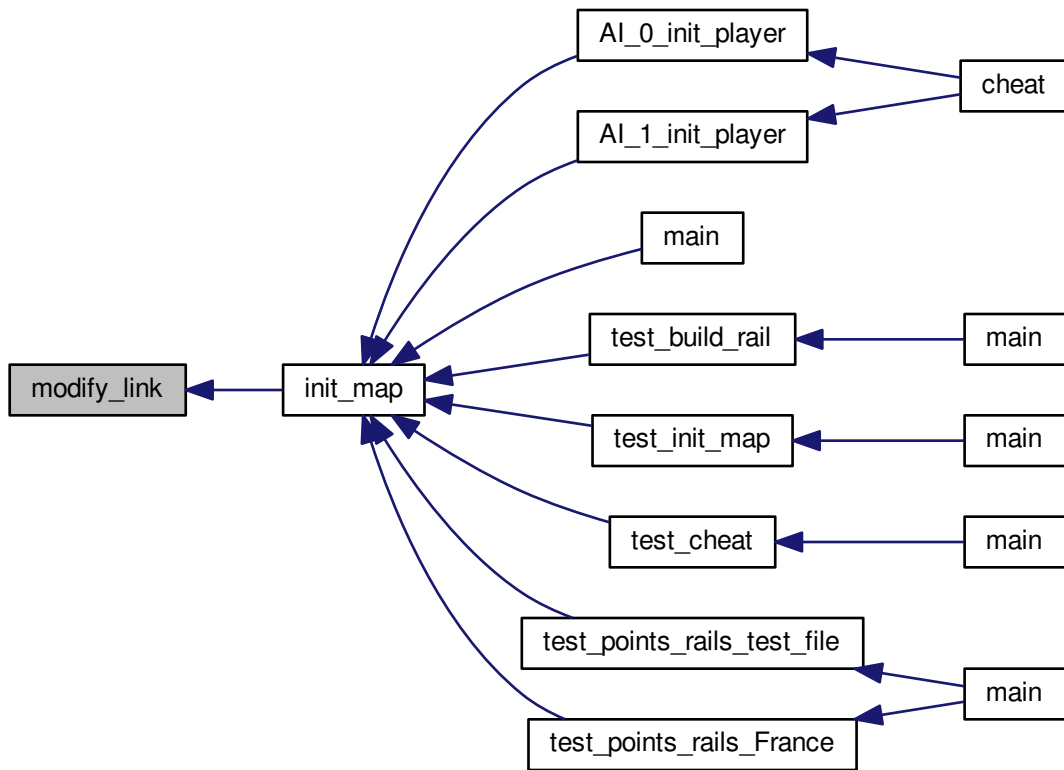 AI_0_init_player
cheat
AI_1_init_player
main
test_build_rail
main
modify_link
init_map
test_init_map
main
test_cheat
main
test_points_rails_test_file
main
test_points_rails_France